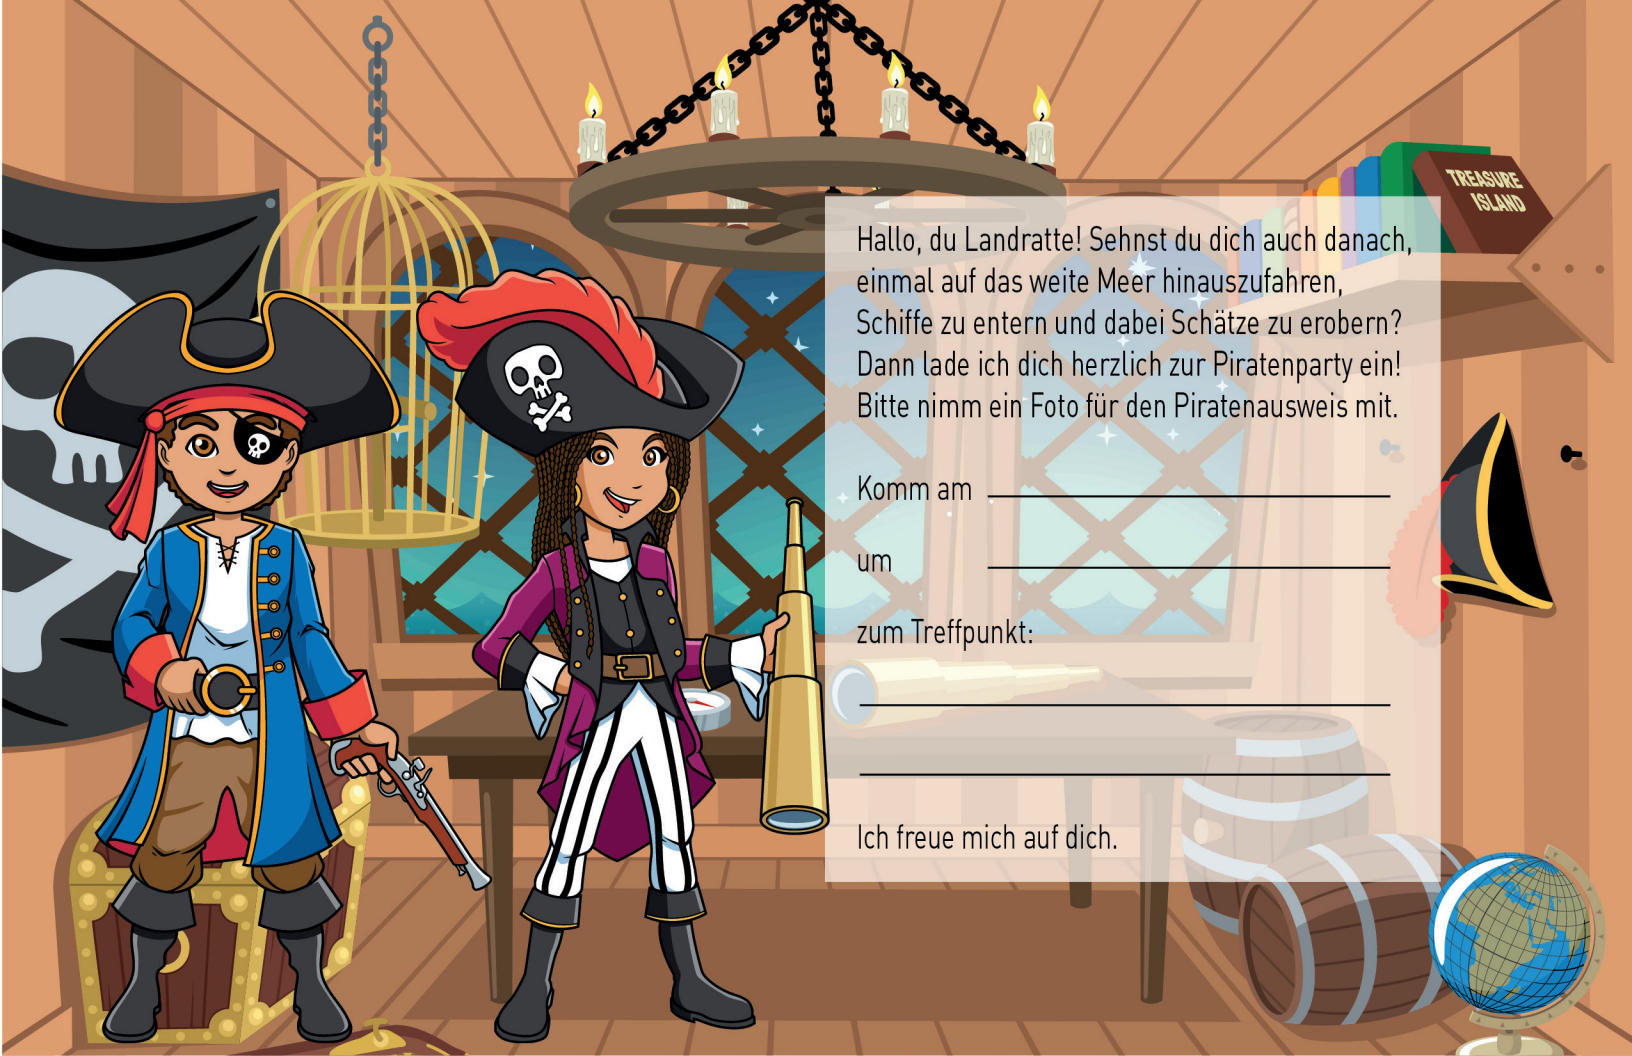 TREASURE
ISLAND
Hallo, du Landratte! Sehnst du dich auch danach,
einmal auf das weite Meer hinauszufahren,
Schiffe zu entern und dabei Schätze zu erobern?
Dann lade ich dich herzlich zur Piratenparty ein!
Bitte nimm ein Foto für den Piratenausweis mit.
Komm am
um
zum Treffpunkt:
Ich freue mich auf dich.